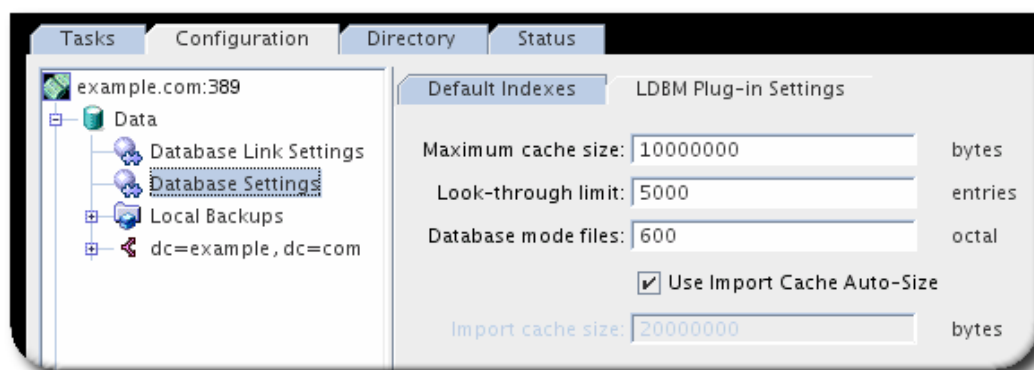 Tasks Configuration Directory Status
example.com:389
Data
Database Link Settings
Database Settings
Local Backups
dc=example, dc=com
Default Indexes LDBM Plug-in Settings
Maximum cache size: 10000000 bytes
Look-through limit: 5000 entries
Database mode files: 600 octal
Use Import Cache Auto-Size
Import cache size: 20000000 bytes